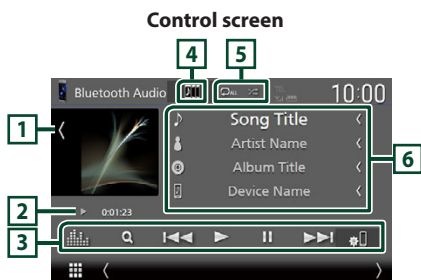 Control screen
4 5
Bluetooth Audio ALL 10:00
1
Song Title
Artist Name
Album Title
6
Device Name
2
0:01:23
3